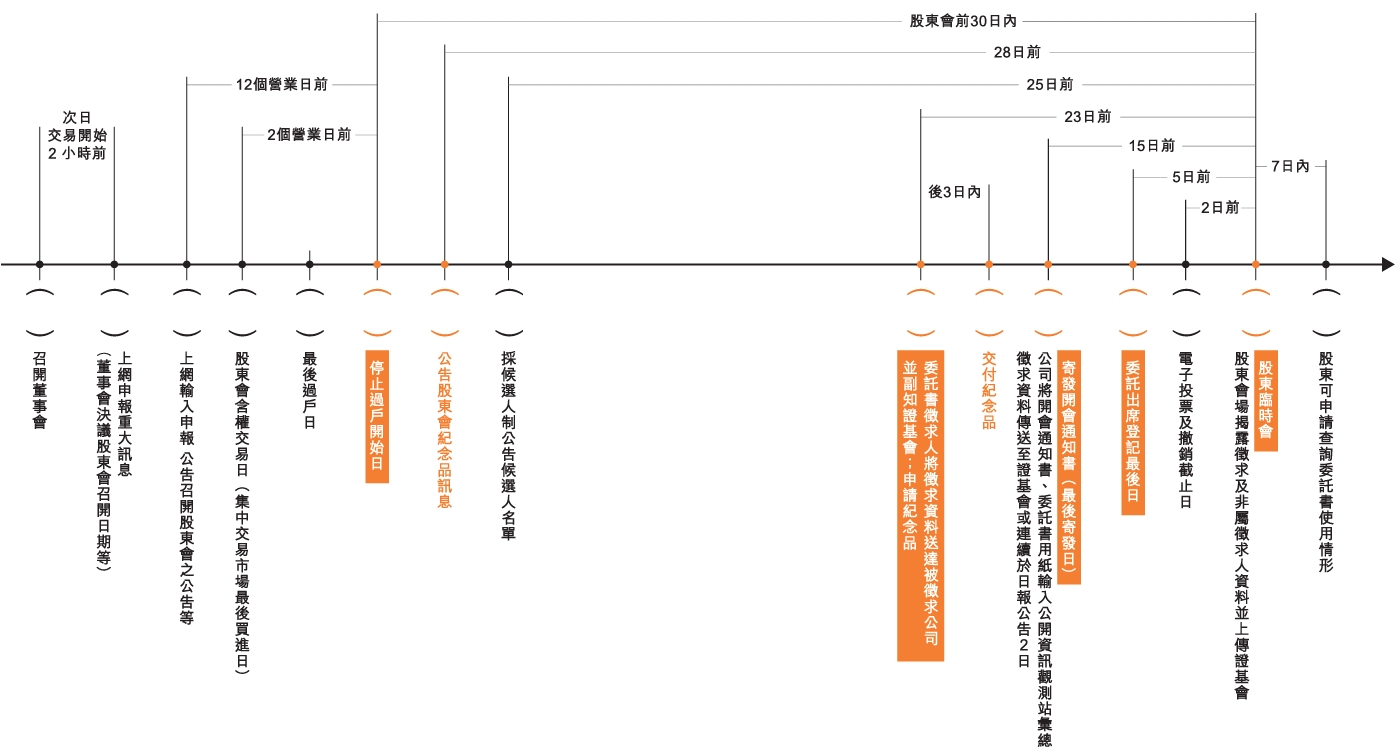 股東會前30日內
28日前
12個營業日前
25日前
23日前
次日
交易開始
2 小時前
2個營業日前
15日前
7日內
5日前
後3日內
2日前
召開董事會
上網申報重大訊息
（董事會決議股東會召開日期等）
上網輸入申報 公告召開股東會之公告等
股東會含權交易日（集中交易市場最後買進日）
最後過戶日
停止過戶開始日
公告股東會紀念品訊息
採候選人制公告候選人名單
委託書徵求人將徵求資料送達被徵求公司
並副知證基會；申請紀念品
交付紀念品
寄發開會通知書（最後寄發日）
公司將開會通知書、委託書用紙輸入公開資訊觀測站彙總
徵求資料傳送至證基會或連續於日報公告2日
委託出席登記最後日
電子投票及撤銷截止日
股東臨時會
股東會場揭露徵求及非屬徵求人資料並上傳證基會
股東可申請查詢委託書使用情形